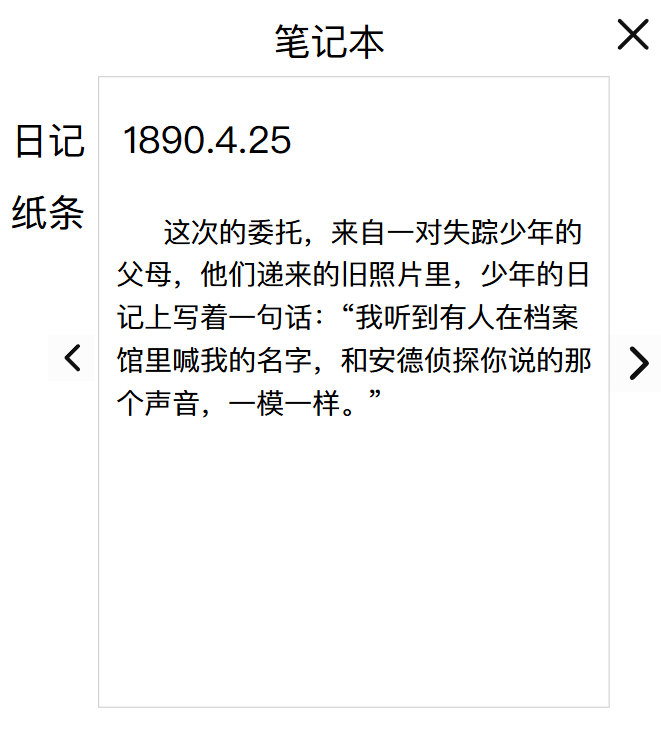 笔记本
日记
纸条
1890.4.25
这次的委托，来自一对失踪少年的
父母，他们递来的旧照片里，少年的日
记上写着一句话：“我听到有人在档案
馆里喊我的名字，和安德侦探你说的那
个声音，一模一样。”